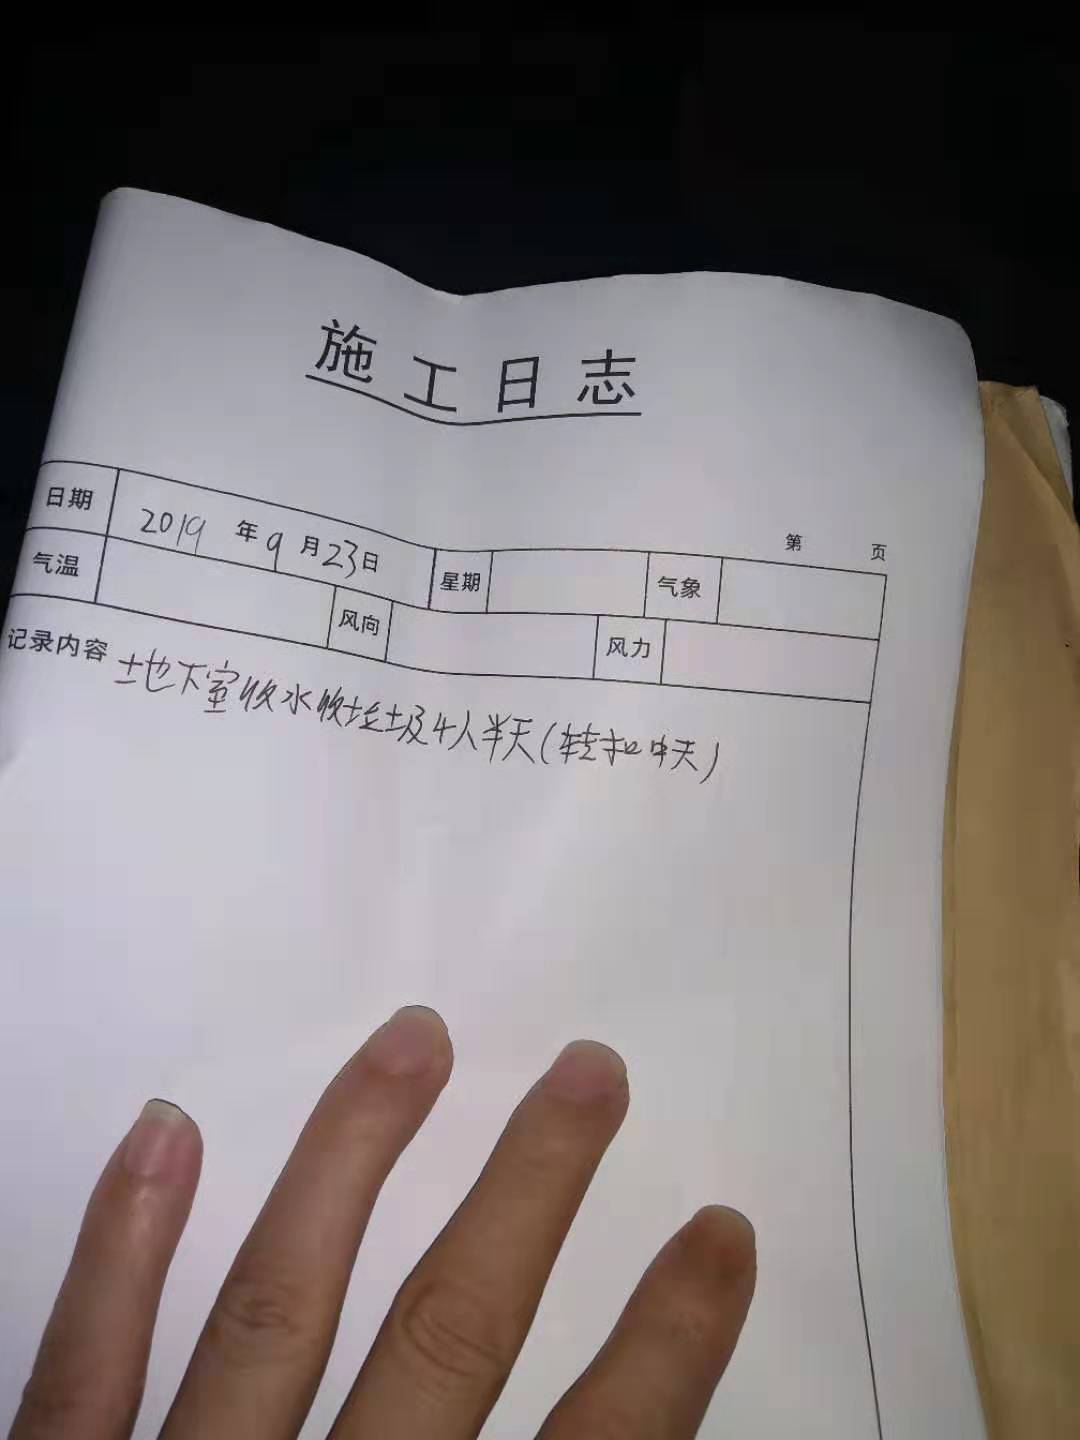 施工日志
第 页
日期 2019 年 9 月 23 日 星期 气象
气温 风向 风力
记录内容 地下室收水收垃圾4人半天(转扣中天)